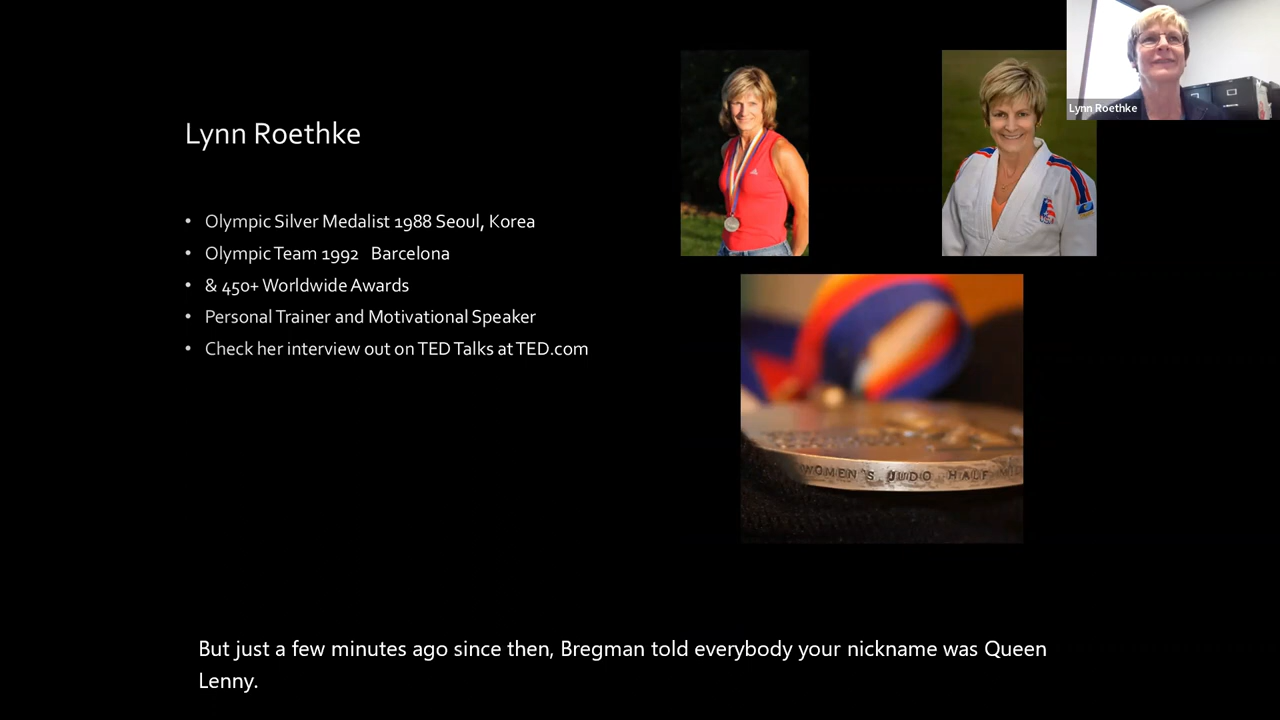 Lynn Roethke
Lynn Roethke
• Olympic Silver Medalist 1988 Seoul, Korea
• Olympic Team 1992 Barcelona
• & 450+ Worldwide Awards
• Personal Trainer and Motivational Speaker
• Check her interview out on TED Talks at TED.com
WOMEN'S JUDO HALF
But just a few minutes ago since then, Bregman told everybody your nickname was Queen
Lenny.